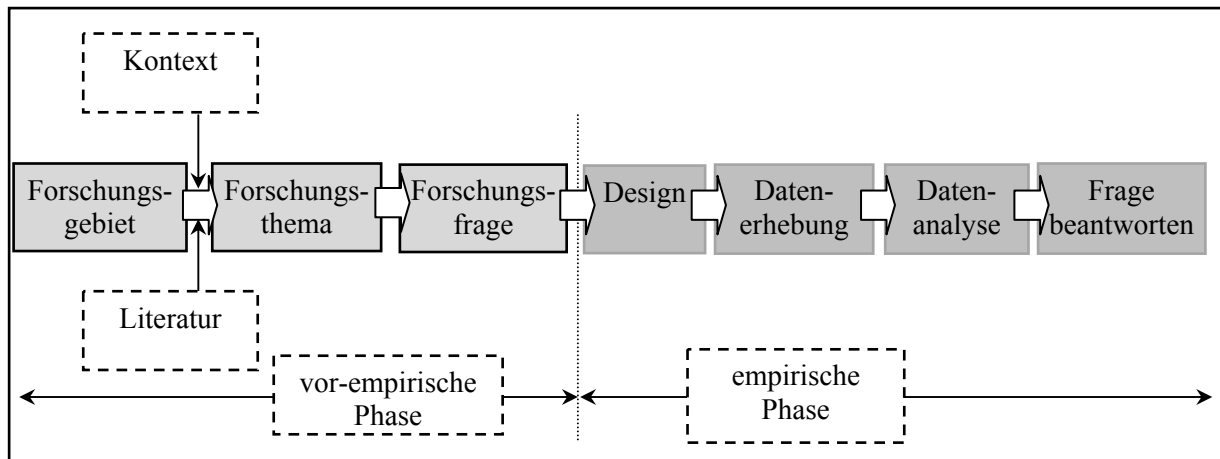 Kontext
Forschungs-
gebiet
Forschungs-
thema
Forschungs-
frage
Design
Daten-
erhebung
Daten-
analyse
Frage
beantworten
Literatur
vor-empirische
Phase
empirische
Phase